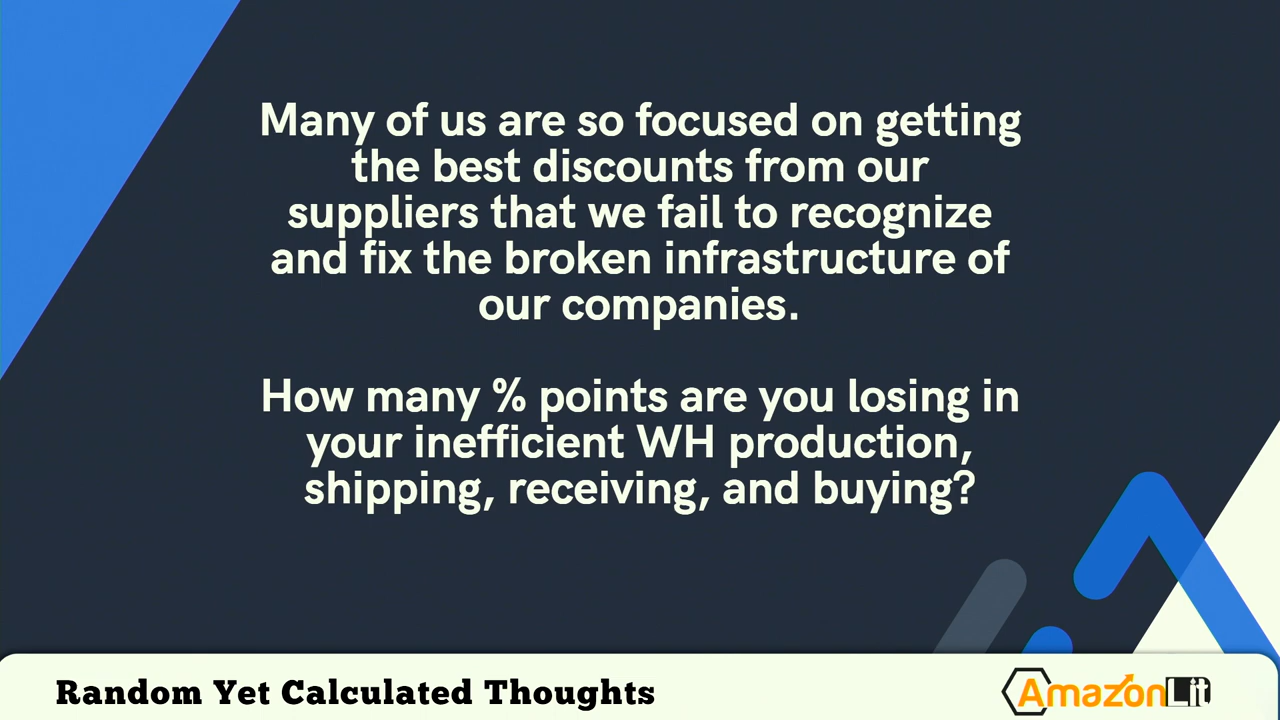 Many of us are so focused on getting
the best discounts from our
suppliers that we fail to recognize
and fix the broken infrastructure of
our companies.
How many % points are you losing in
your inefficient WH production,
shipping, receiving, and buying?
Random Yet Calculated Thoughts
AmazonLit